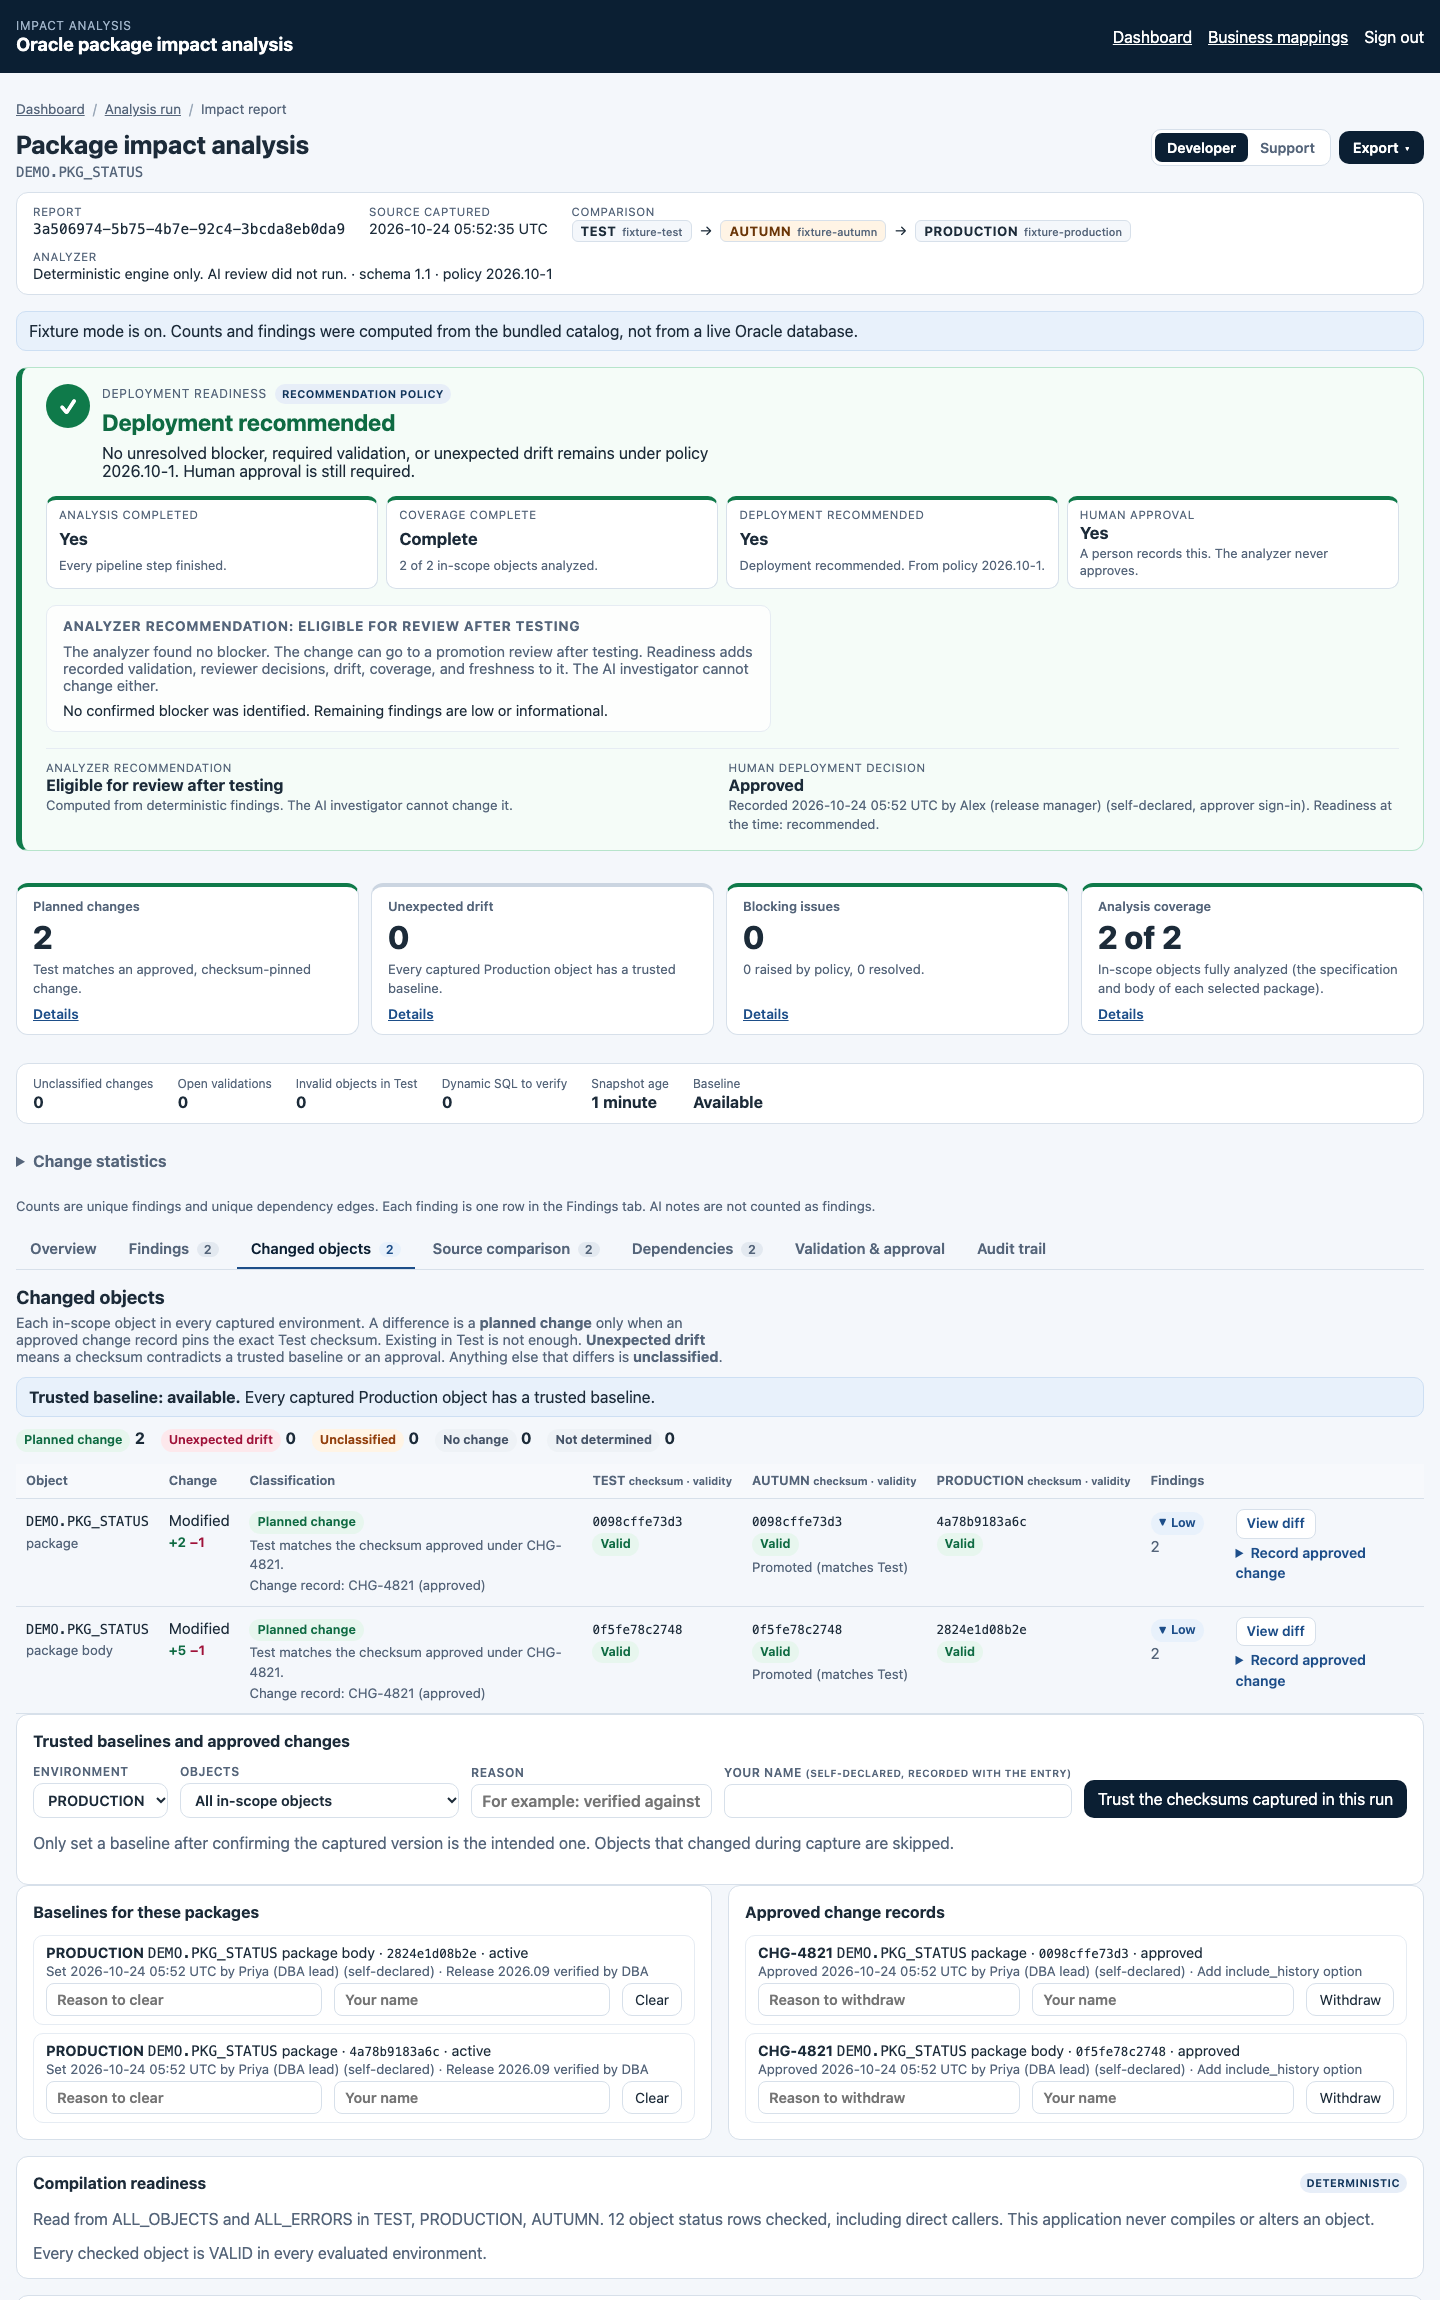 IMPACT ANALYSIS
Oracle package impact analysis
Dashboard Business mappings Sign out
Dashboard / Analysis run / Impact report
Package impact analysis
DEMO.PKG_STATUS
Developer Support Export ▾
REPORT
3a506974-5b75-4b7e-92c4-3bcda8eb0da9
SOURCE CAPTURED
2026-10-24 05:52:35 UTC
COMPARISON
TEST fixture-test → AUTUMN fixture-autumn → PRODUCTION fixture-production
ANALYZER
Deterministic engine only. AI review did not run. · schema 1.1 · policy 2026.10-1
Fixture mode is on. Counts and findings were computed from the bundled catalog, not from a live Oracle database.
DEPLOYMENT READINESS RECOMMENDATION POLICY
Deployment recommended
No unresolved blocker, required validation, or unexpected drift remains under policy
2026.10-1. Human approval is still required.
ANALYSIS COMPLETED
Yes
Every pipeline step finished.
COVERAGE COMPLETE
Complete
2 of 2 in-scope objects analyzed.
DEPLOYMENT RECOMMENDED
Yes
Deployment recommended. From policy 2026.10-1.
HUMAN APPROVAL
Yes
A person records this. The analyzer never
approves.
ANALYZER RECOMMENDATION: ELIGIBLE FOR REVIEW AFTER TESTING
The analyzer found no blocker. The change can go to a promotion review after testing. Readiness adds
recorded validation, reviewer decisions, drift, coverage, and freshness to it. The AI investigator cannot
change either.
No confirmed blocker was identified. Remaining findings are low or informational.
ANALYZER RECOMMENDATION
Eligible for review after testing
Computed from deterministic findings. The AI investigator cannot change it.
HUMAN DEPLOYMENT DECISION
Approved
Recorded 2026-10-24 05:52 UTC by Alex (release manager) (self-declared, approver sign-in). Readiness at
the time: recommended.
Planned changes
2
Test matches an approved, checksum-pinned
change.
Details
Unexpected drift
0
Every captured Production object has a trusted
baseline.
Details
Blocking issues
0
0 raised by policy, 0 resolved.
Details
Analysis coverage
2 of 2
In-scope objects fully analyzed (the specification
and body of each selected package).
Details
Unclassified changes
0
Open validations
0
Invalid objects in Test
0
Dynamic SQL to verify
0
Snapshot age
1 minute
Baseline
Available
▶ Change statistics
Counts are unique findings and unique dependency edges. Each finding is one row in the Findings tab. AI notes are not counted as findings.
Overview Findings 2 Changed objects 2 Source comparison 2 Dependencies 2 Validation & approval Audit trail
Changed objects
Each in-scope object in every captured environment. A difference is a planned change only when an
approved change record pins the exact Test checksum. Existing in Test is not enough. Unexpected drift
means a checksum contradicts a trusted baseline or an approval. Anything else that differs is unclassified.
Trusted baseline: available. Every captured Production object has a trusted baseline.
Planned change 2 Unexpected drift 0 Unclassified 0 No change 0 Not determined 0
Object Change Classification TEST checksum · validity AUTUMN checksum · validity PRODUCTION checksum · validity Findings
DEMO.PKG_STATUS
package
Modified
+2 −1
Planned change
Test matches the checksum approved under CHG-
4821.
Change record: CHG-4821 (approved)
0098cffe73d3
Valid
0098cffe73d3
Valid
Promoted (matches Test)
4a78b9183a6c
Valid
▼ Low
2
View diff
▶ Record approved
change
DEMO.PKG_STATUS
package body
Modified
+5 −1
Planned change
Test matches the checksum approved under CHG-
4821.
Change record: CHG-4821 (approved)
0f5fe78c2748
Valid
0f5fe78c2748
Valid
Promoted (matches Test)
2824e1d08b2e
Valid
▼ Low
2
View diff
▶ Record approved
change
Trusted baselines and approved changes
ENVIRONMENT
PRODUCTION
OBJECTS
All in-scope objects
REASON
For example: verified against
YOUR NAME (SELF-DECLARED, RECORDED WITH THE ENTRY)
Trust the checksums captured in this run
Only set a baseline after confirming the captured version is the intended one. Objects that changed during capture are skipped.
Baselines for these packages
PRODUCTION DEMO.PKG_STATUS package body · 2824e1d08b2e · active
Set 2026-10-24 05:52 UTC by Priya (DBA lead) (self-declared) · Release 2026.09 verified by DBA
Reason to clear Your name Clear
PRODUCTION DEMO.PKG_STATUS package · 4a78b9183a6c · active
Set 2026-10-24 05:52 UTC by Priya (DBA lead) (self-declared) · Release 2026.09 verified by DBA
Reason to clear Your name Clear
Approved change records
CHG-4821 DEMO.PKG_STATUS package · 0098cffe73d3 · approved
Approved 2026-10-24 05:52 UTC by Priya (DBA lead) (self-declared) · Add include_history option
Reason to withdraw Your name Withdraw
CHG-4821 DEMO.PKG_STATUS package body · 0f5fe78c2748 · approved
Approved 2026-10-24 05:52 UTC by Priya (DBA lead) (self-declared) · Add include_history option
Reason to withdraw Your name Withdraw
Compilation readiness DETERMINISTIC
Read from ALL_OBJECTS and ALL_ERRORS in TEST, PRODUCTION, AUTUMN. 12 object status rows checked, including direct callers. This application never compiles or alters an object.
Every checked object is VALID in every evaluated environment.